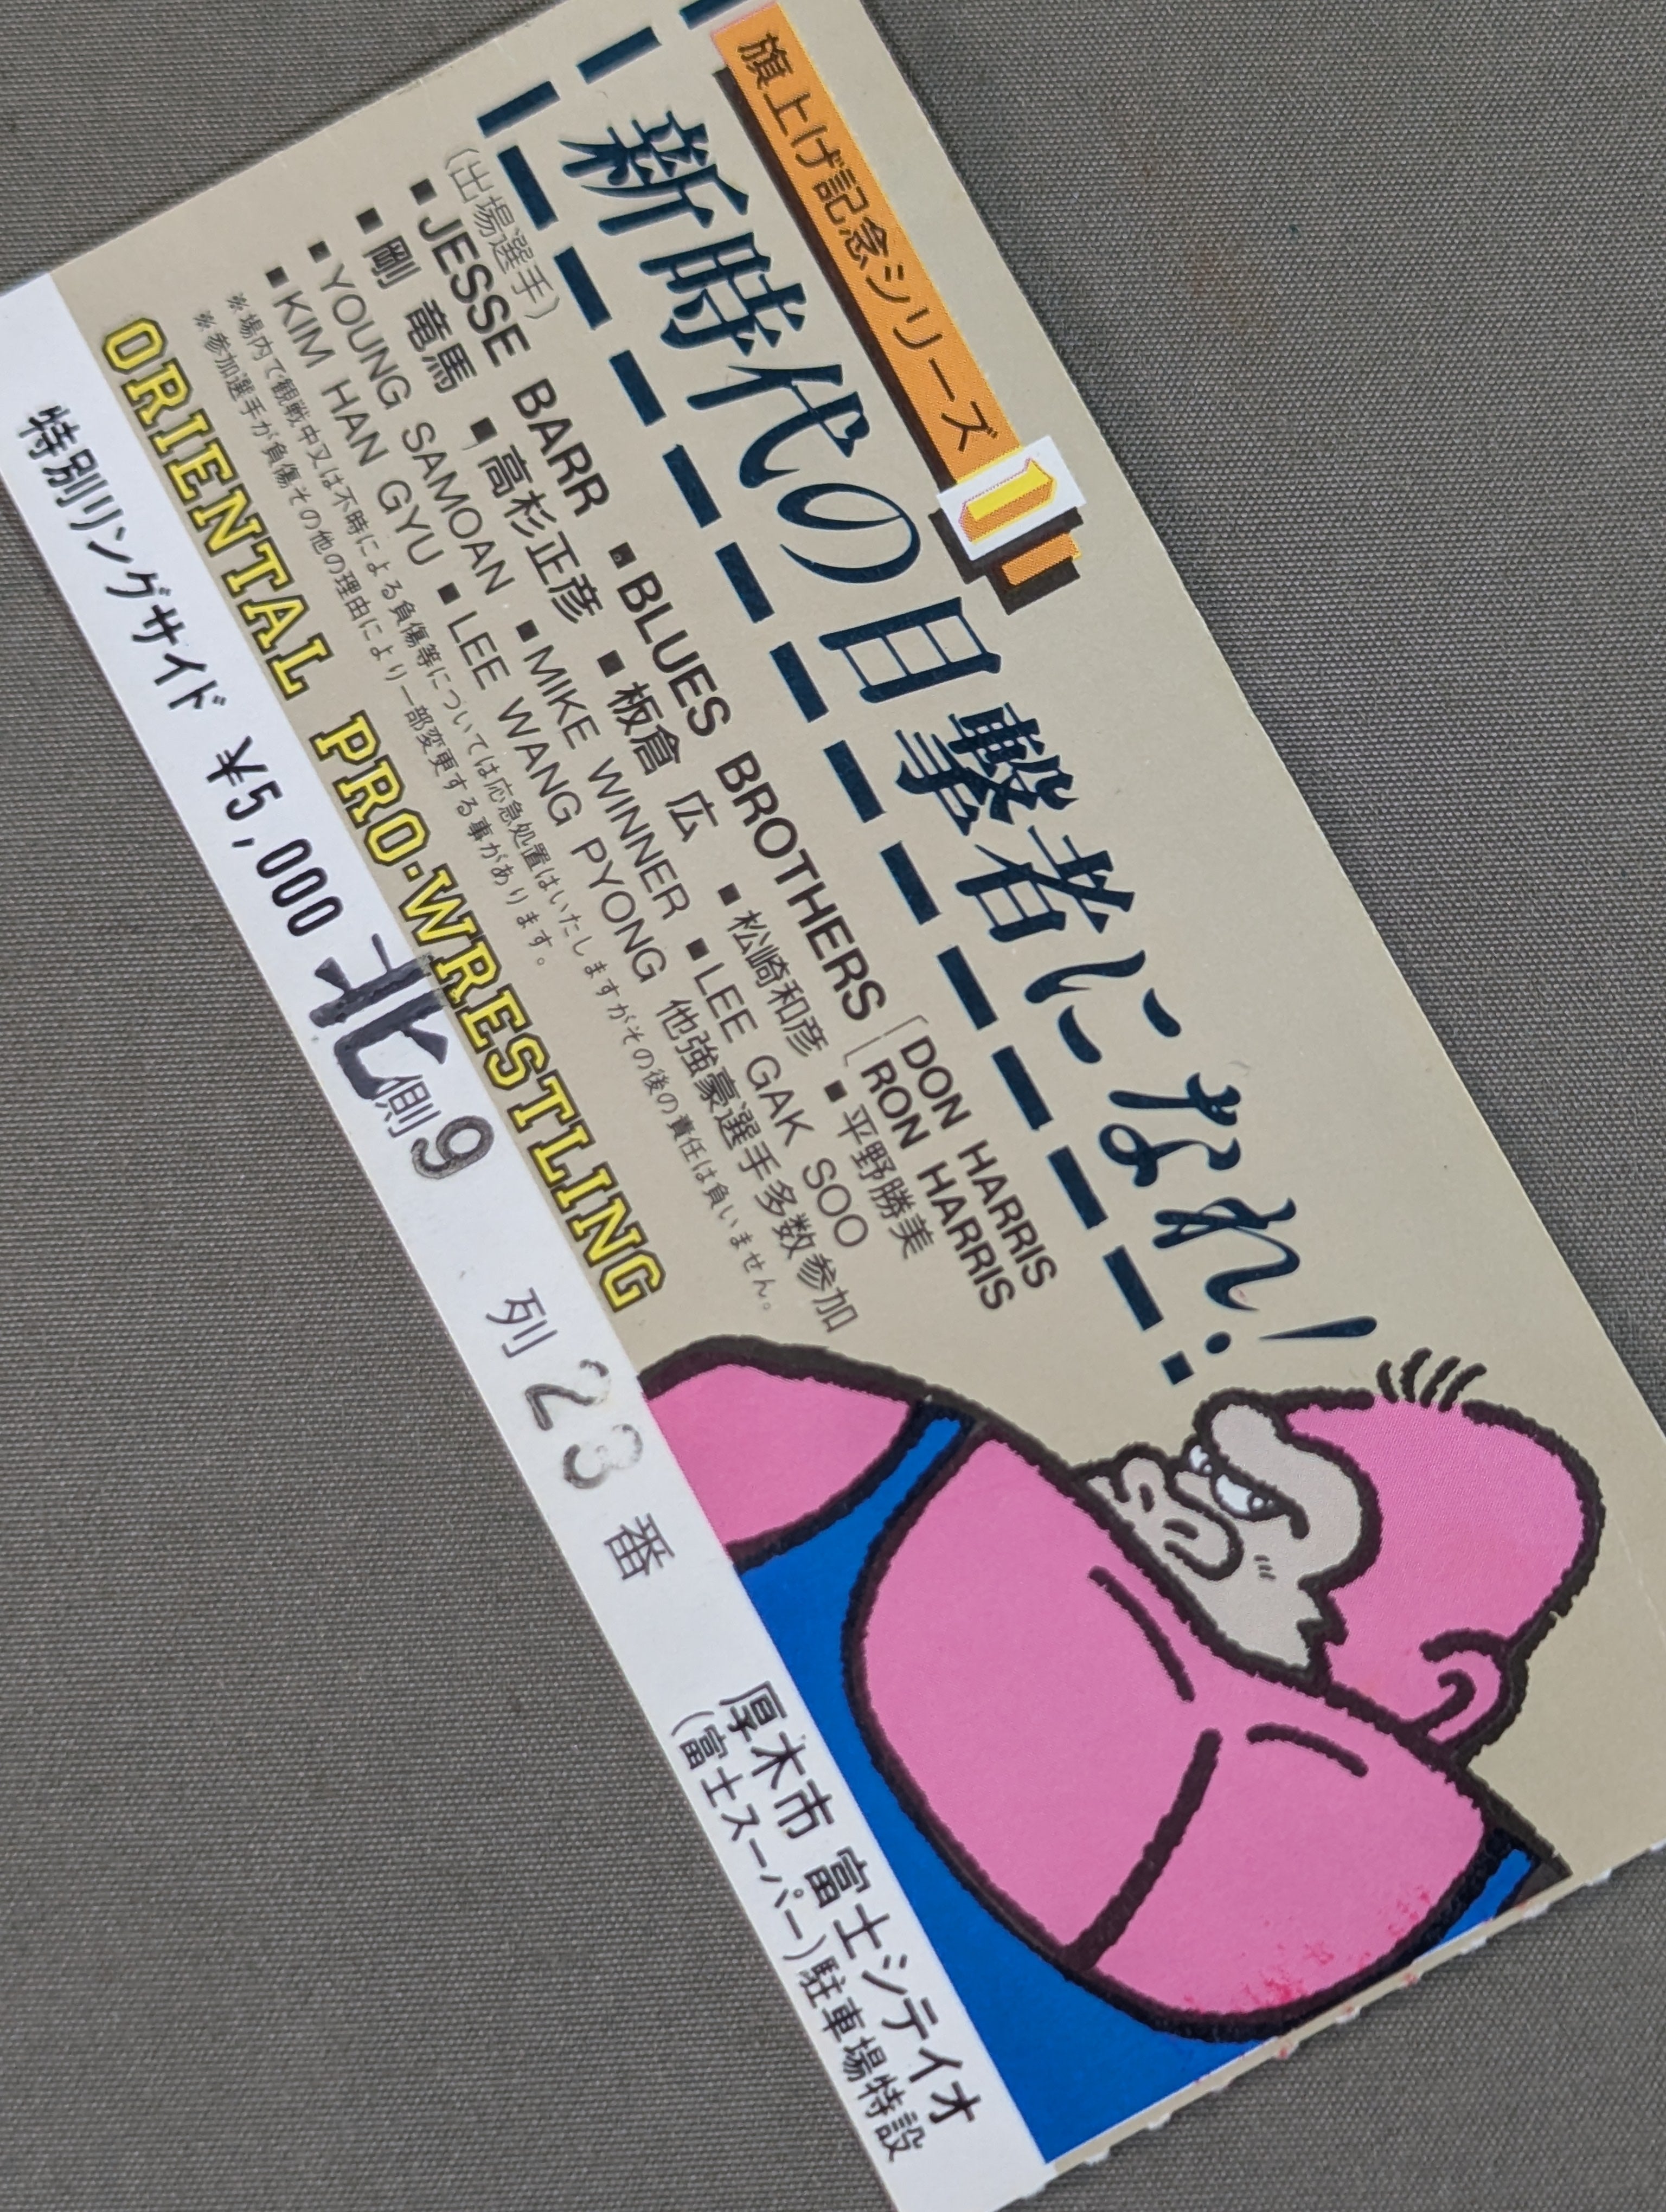 旗上げ記念シリーズ 1
新時代の目撃者になれ!
(出場選手)
■JESSE BARR ■BLUES BROTHERS [DON HARRIS
RON HARRIS
■剛 竜馬 ■高杉正彦 ■板倉 広 ■松崎和彦 ■平野勝美
■YOUNG SAMOAN ■MIKE WINNER ■LEE GAK SOO
■KIM HAN GYU ■LEE WANG PYONG 他強豪選手多数参加
※場内で観戦中又は不時による負傷等については応急処置はいたしますがその後の責任は負いません。
※参加選手が負傷その他の理由により一部変更する事があります。
ORIENTAL PRO·WRESTLING
特別リングサイド ¥5,000 北側9 列 23 番 厚木市 富士シティオ
(富士スーパー)駐車場特設